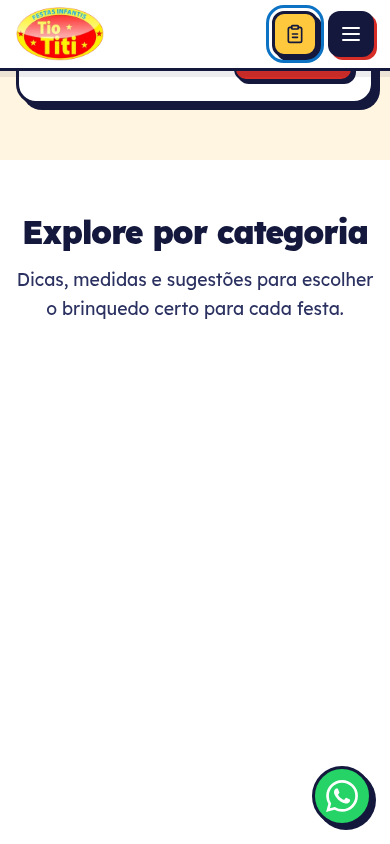 FESTAS INFANTIS
Tio
Titi
Explore por categoria
Dicas, medidas e sugestões para escolher
o brinquedo certo para cada festa.